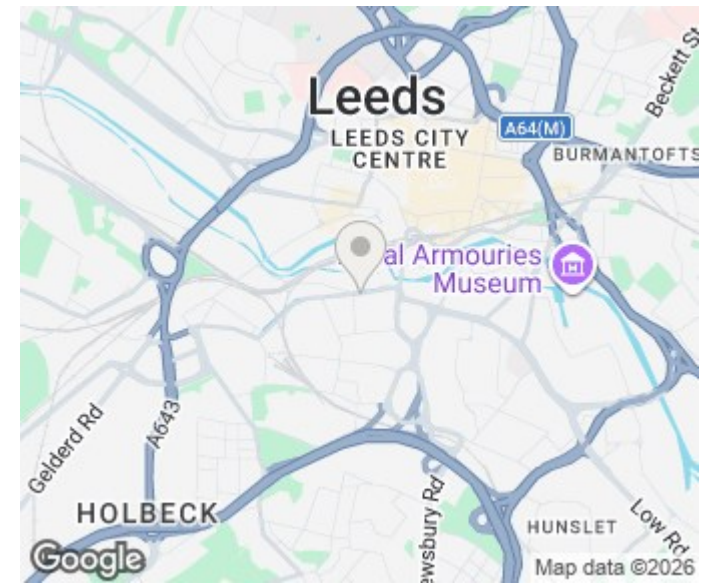 Leeds
LEEDS CITY
CENTRE
A64(M)
Beckett St
BURMANTOFTS
al Armouries
Museum
Gelderd Rd
A643
HOLBECK
ewsbury Rd
HUNSLET
Low Rd
Google
Map data ©2026